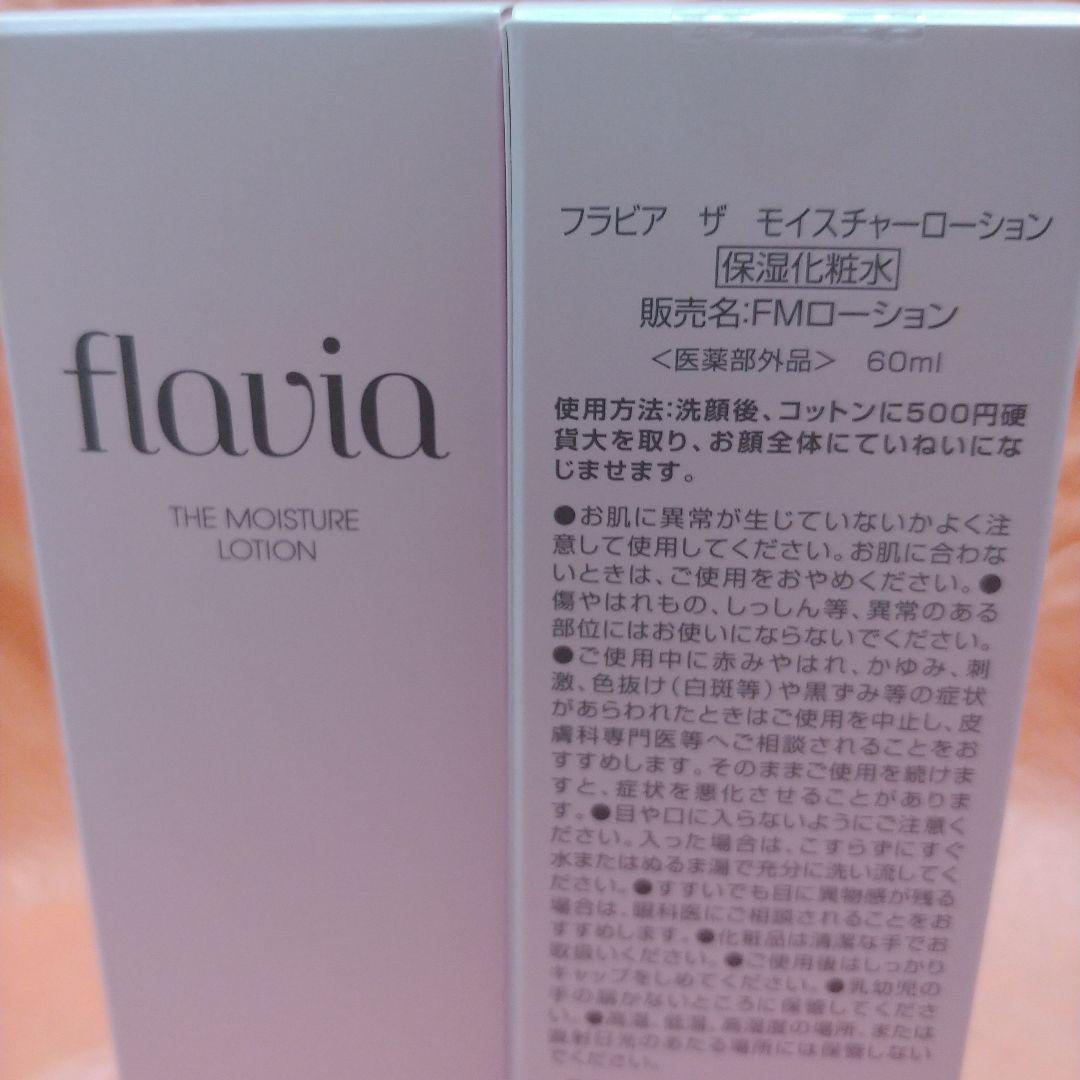 flavia
THE MOISTURE
LOTION
フラビア ザ モイスチャーローション
保湿化粧水
販売名:FMローション
<医薬部外品> 60ml
使用方法:洗顔後、コットンに500円硬
貨大を取り、お顔全体にていねいにな
じませます。
●お肌に異常が生じていないかよく注
意して使用してください。お肌に合わな
いときは、ご使用をおやめください。●
傷やはれもの、しっしん等、異常のある
部位にはお使いにならないでください。
●ご使用中に赤みやはれ、かゆみ、刺
激、色抜け(白斑等)や黒ずみ等の症状
があらわれたときはご使用を中止し、皮
膚科専門医等へご相談されることをお
すすめします。そのままご使用を続けま
すと、症状を悪化させることがありま
す。●目や口に入らないようにご注意く
ださい。入った場合は、こすらずにすぐ
水またはぬるま湯で充分に洗い流してく
ださい。●すすいでも目に異物感が残る
場合は、眼科医にご相談されることをお
すすめします。●化粧品は清潔な手でお
取扱いください。●ご使用後はしっかり
キャップをしめてください。●乳幼児の
手の届かないところに保管してくださ
い。●高温、低温、高湿度の場所、または
直射日光のあたる場所には保管しない
でください。